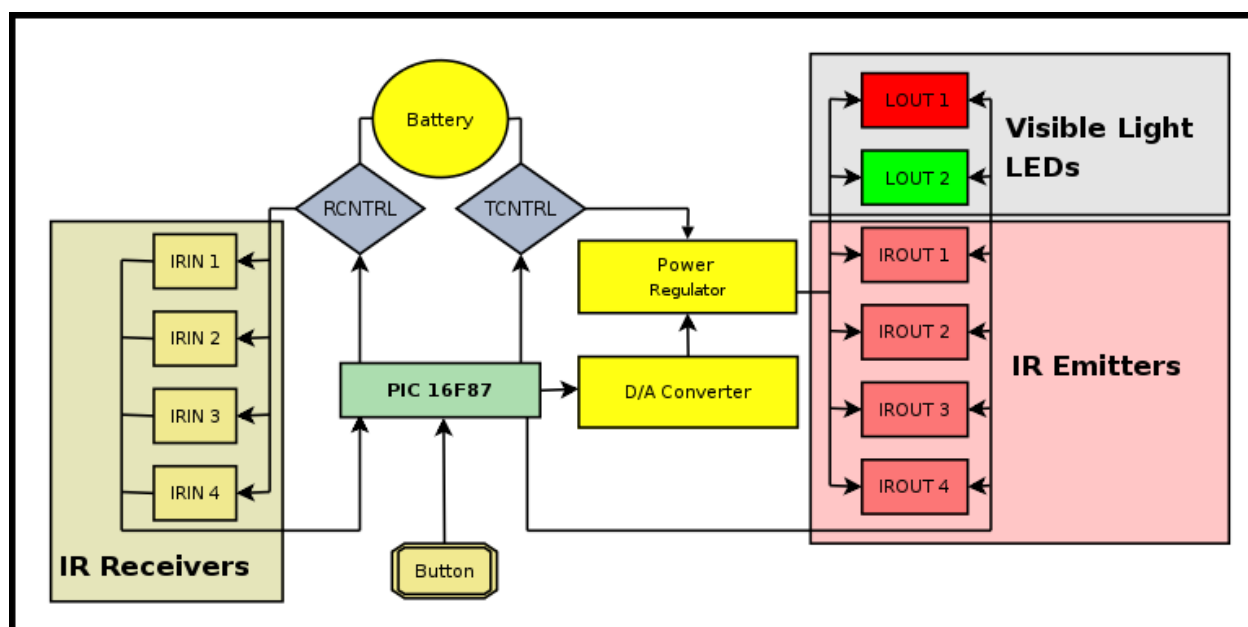 Battery
LOUT 1
Visible Light
LEDs
LOUT 2
RCNTRL
TCNTRL
IRIN 1
IRIN 2
IRIN 3
IRIN 4
IR Receivers
Power
Regulator
PIC 16F87
D/A Converter
Button
IROUT 1
IROUT 2
IROUT 3
IROUT 4
IR Emitters